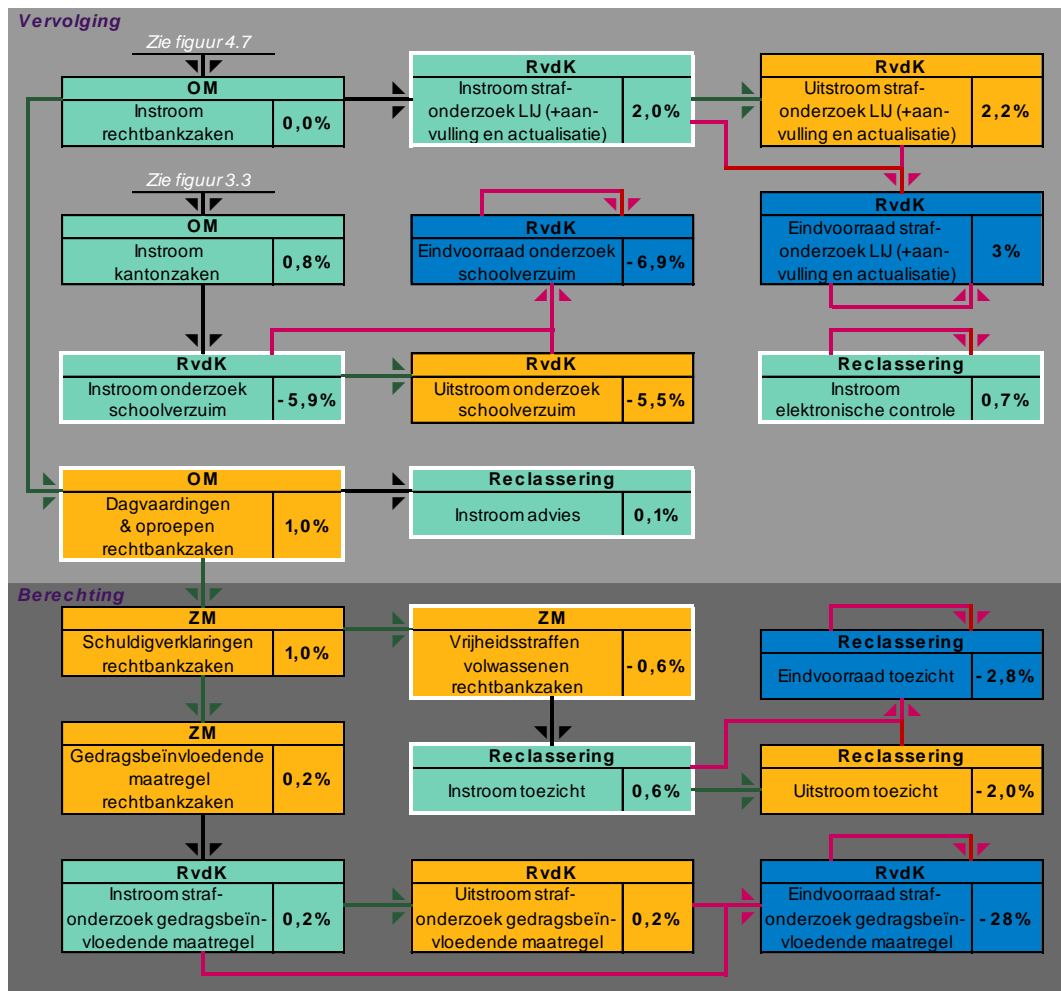 Vervolging
Zie figuur 4.7
OM
Instroom
rechtbankzaken
0,0%
RvdK
Instroom straf-
onderzoek LIJ (+aan-
vulling en actualisatie)
2,0%
RvdK
Uitstroom straf-
onderzoek LIJ (+aan-
vulling en actualisatie)
2,2%
Zie figuur 3.3
OM
Instroom
kantonzaken
0,8%
RvdK
Eindvoorraad onderzoek
schoolverzuim
-6,9%
RvdK
Eindvoorraad straf-
onderzoek LIJ (+aan-
vulling en actualisatie)
3%
RvdK
Instroom onderzoek
schoolverzuim
-5,9%
RvdK
Uitstroom onderzoek
schoolverzuim
-5,5%
Reclassering
Instroom
elektronische controle
0,7%
OM
Dagvaardingen
& oproepen
rechtbankzaken
1,0%
Reclassering
Instroom advies
0,1%
Berechting
ZM
Schuldigverklaringen
rechtbankzaken
1,0%
ZM
Vrijheidsstraffen
volwassenen
rechtbankzaken
-0,6%
Reclassering
Eindvoorraad toezicht
-2,8%
ZM
Gedragsbeïnvloedende
maatregel
rechtbankzaken
0,2%
Reclassering
Instroom toezicht
0,6%
Reclassering
Uitstroom toezicht
-2,0%
RvdK
Instroom straf-
onderzoek gedragsbeïn-
vloedende maatregel
0,2%
RvdK
Uitstroom straf-
onderzoek gedragsbeïn-
vloedende maatregel
0,2%
RvdK
Eindvoorraad straf-
onderzoek gedragsbeïn-
vloedende maatregel
-28%